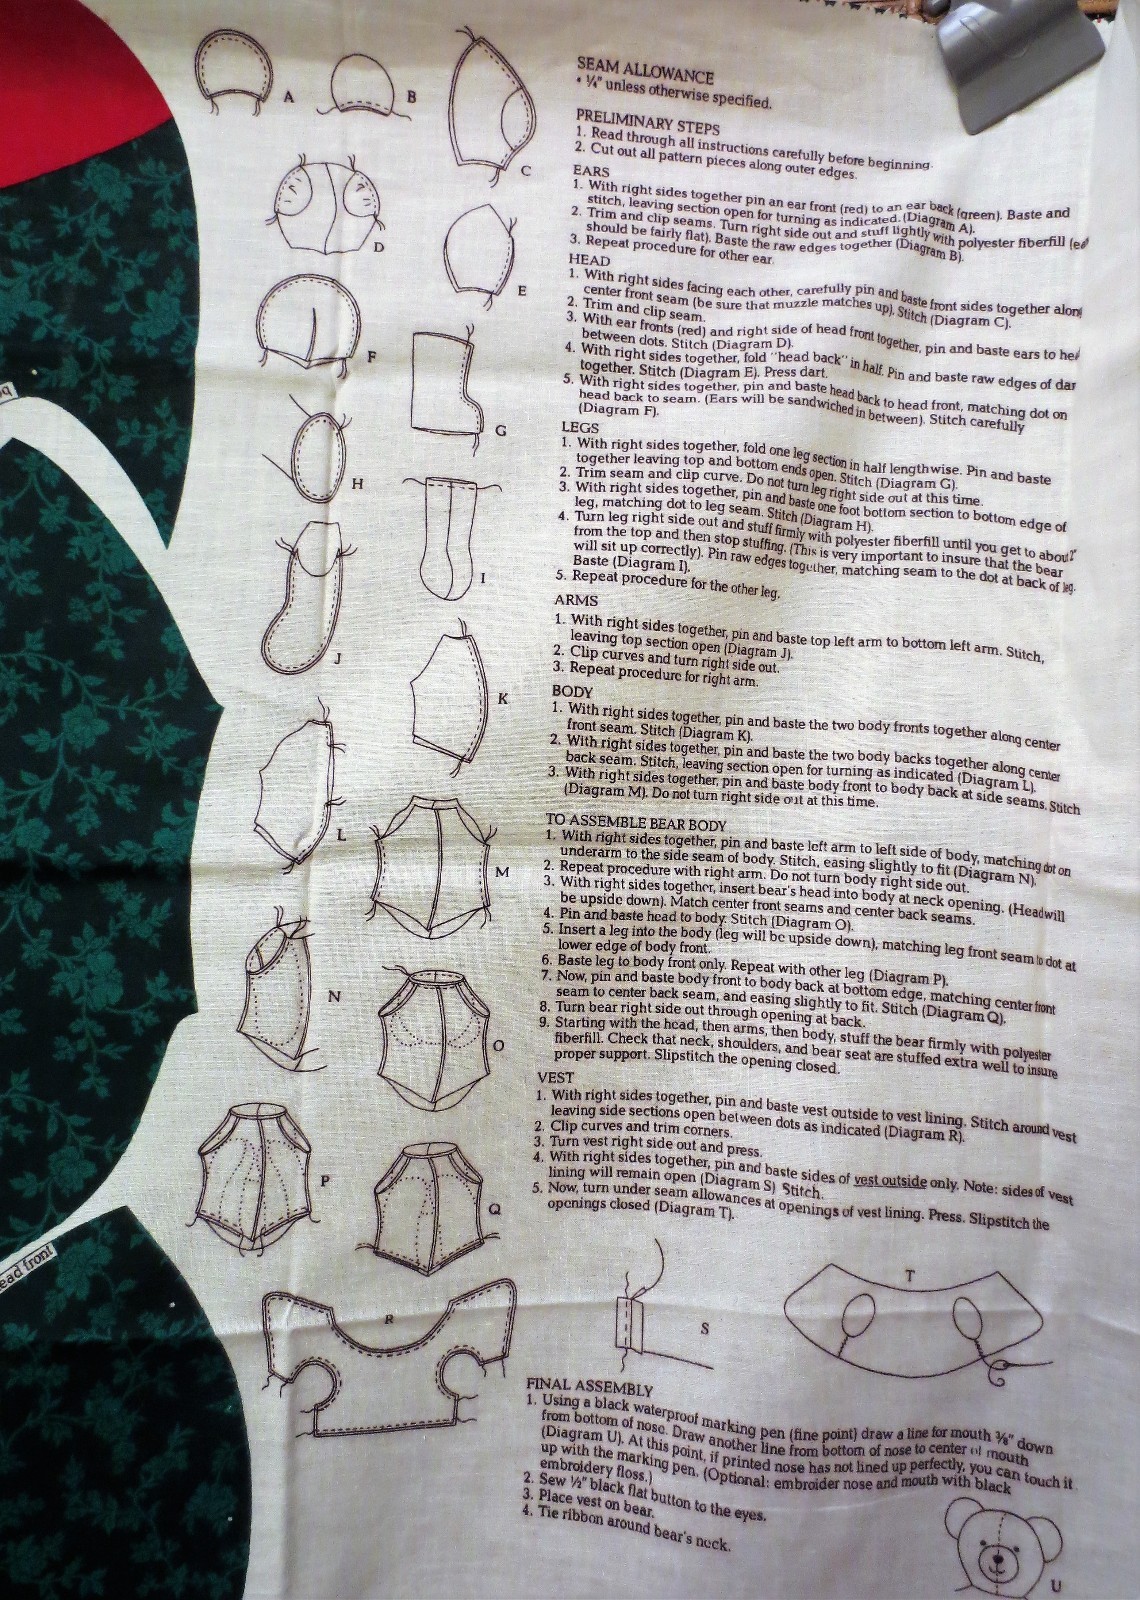 SEAM ALLOWANCE
• ¼" unless otherwise specified.
PRELIMINARY STEPS
1. Read through all instructions carefully before beginning.
2. Cut out all pattern pieces along outer edges.
EARS
1. With right sides together pin an ear front (red) to an ear back (green). Baste and
stitch, leaving section open for turning as indicated. (Diagram A).
2. Trim and clip seams. Turn right side out and stuff lightly with polyester fiberfill (ea
should be fairly flat). Baste the raw edges together (Diagram B).
3. Repeat procedure for other ear.
HEAD
1. With right sides facing each other, carefully pin and baste front sides together along
center front seam (be sure that muzzle matches up). Stitch (Diagram C).
2. Trim and clip seam.
3. With ear fronts (red) and right side of head front together, pin and baste ears to hea
between dots. Stitch (Diagram D).
4. With right sides together, fold "head back" in half. Pin and baste raw edges of dar
together. Stitch (Diagram E). Press dart.
5. With right sides together, pin and baste head back to head front, matching dot on
head back to seam. (Ears will be sandwiched in between). Stitch carefully
(Diagram F).
LEGS
1. With right sides together, fold one leg section in half lengthwise. Pin and baste
together leaving top and bottom ends open. Stitch (Diagram G).
2. Trim seam and clip curve. Do not turn leg right side out at this time.
3. With right sides together, pin and baste one foot bottom section to bottom edge of
leg, matching dot to leg seam. Stitch (Diagram H).
4. Turn leg right side out and stuff firmly with polyester fiberfill until you get to about 2"
from the top and then stop stuffing. (This is very important to insure that the bear
will sit up correctly). Pin raw edges together, matching seam to the dot at back of leg.
Baste (Diagram I).
5. Repeat procedure for the other leg.
ARMS
1. With right sides together, pin and baste top left arm to bottom left arm. Stitch,
leaving top section open (Diagram J).
2. Clip curves and turn right side out.
3. Repeat procedure for right arm.
BODY
1. With right sides together, pin and baste the two body fronts together along center
front seam. Stitch (Diagram K).
2. With right sides together, pin and baste the two body backs together along center
back seam. Stitch, leaving section open for turning as indicated (Diagram L).
3. With right sides together, pin and baste body front to body back at side seams. Stitch
(Diagram M). Do not turn right side out at this time.
TO ASSEMBLE BEAR BODY
1. With right sides together, pin and baste left arm to left side of body, matching dot on
underarm to the side seam of body. Stitch, easing slightly to fit (Diagram N).
2. Repeat procedure with right arm. Do not turn body right side out.
3. With right sides together, insert bear's head into body at neck opening. (Head will
be upside down). Match center front seams and center back seams.
4. Pin and baste head to body. Stitch (Diagram O).
5. Insert a leg into the body (leg will be upside down), matching leg front seam to dot at
lower edge of body front.
6. Baste leg to body front only. Repeat with other leg (Diagram P).
7. Now, pin and baste body front to body back at bottom edge, matching center front
seam to center back seam, and easing slightly to fit. Stitch (Diagram Q).
8. Turn bear right side out through opening at back.
9. Starting with the head, then arms, then body, stuff the bear firmly with polyester
fiberfill. Check that neck, shoulders, and bear seat are stuffed extra well to insure
proper support. Slipstitch the opening closed.
VEST
1. With right sides together, pin and baste vest outside to vest lining. Stitch around vest
leaving side sections open between dots as indicated (Diagram R).
2. Clip curves and trim corners.
3. Turn vest right side out and press.
4. With right sides together, pin and baste sides of vest outside only. Note: sides of vest
lining will remain open (Diagram S) Stitch.
5. Now, turn under seam allowances at openings of vest lining. Press. Slipstitch the
openings closed (Diagram T).
FINAL ASSEMBLY
1. Using a black waterproof marking pen (fine point) draw a line for mouth ⅜" down
from bottom of nose. Draw another line from bottom of nose to center of mouth
(Diagram U). At this point, if printed nose has not lined up perfectly, you can touch it
up with the marking pen. (Optional: embroider nose and mouth with black
embroidery floss.)
2. Sew ½" black flat button to the eyes.
3. Place vest on bear.
4. Tie ribbon around bear's neck.
A
B
C
D
E
F
G
H
I
J
K
L
M
N
O
P
Q
R
S
T
U
ead front